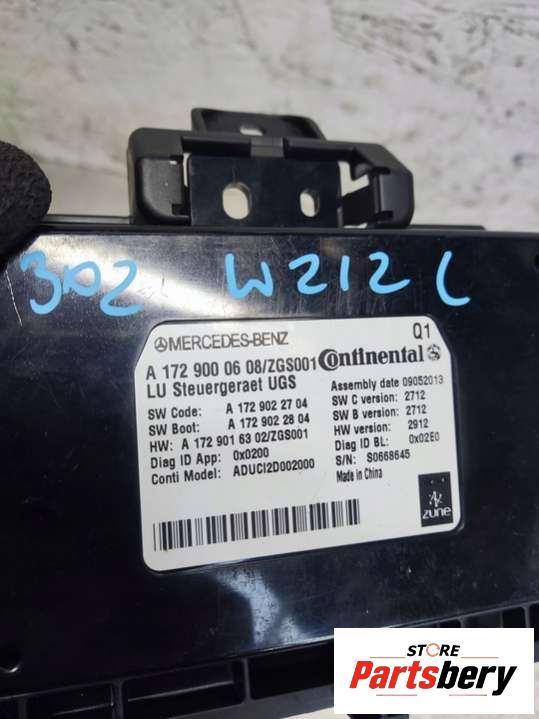 302 W212 C
MERCEDES-BENZ Q1
A 172 900 06 08/ZGS001 Continental
LU Steuergeraet UGS
Assembly date 09052013
SW Code: A 172 902 27 04
SW C version: 2712
SW Boot: A 172 902 28 04
SW B version: 2712
HW: A 172 901 63 02/ZGS001
HW version: 2912
Diag ID App: 0x0200
Diag ID BL: 0x02E0
Conti Model: ADUCI2D002000
S/N: S0668645
Made in China
zune
STORE
Partsbery